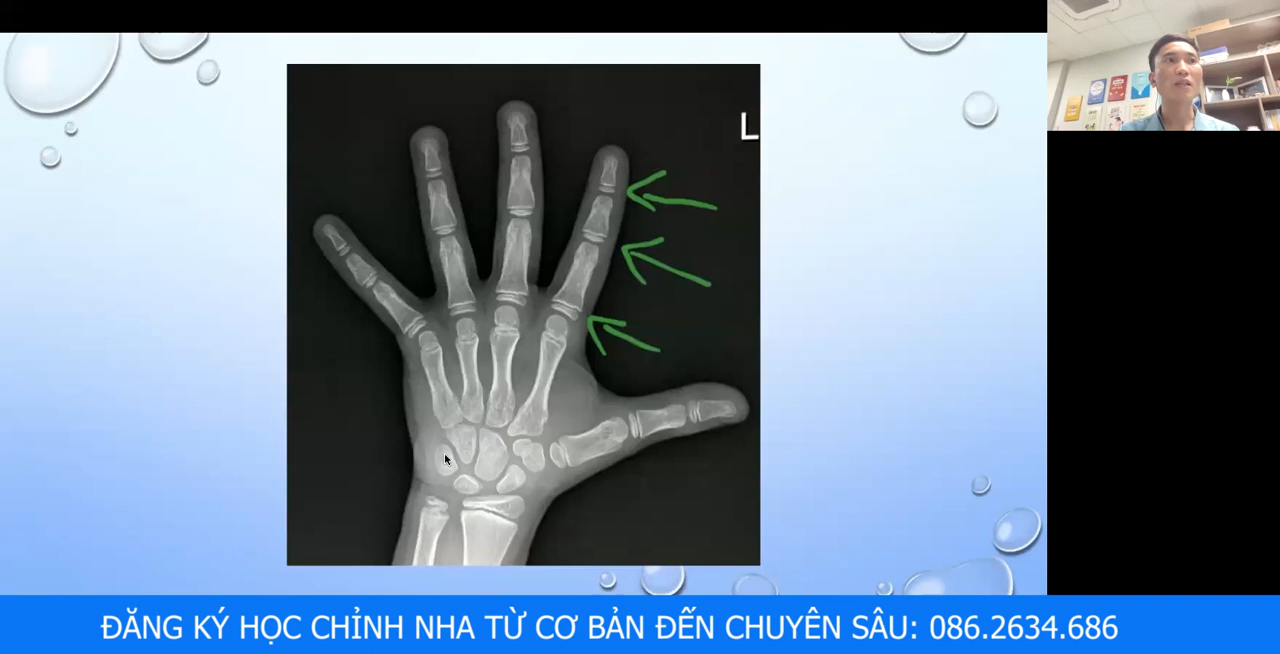 L
ĐĂNG KÝ HỌC CHỈNH NHA TỪ CƠ BẢN ĐẾN CHUYÊN SÂU: 086.2634.686